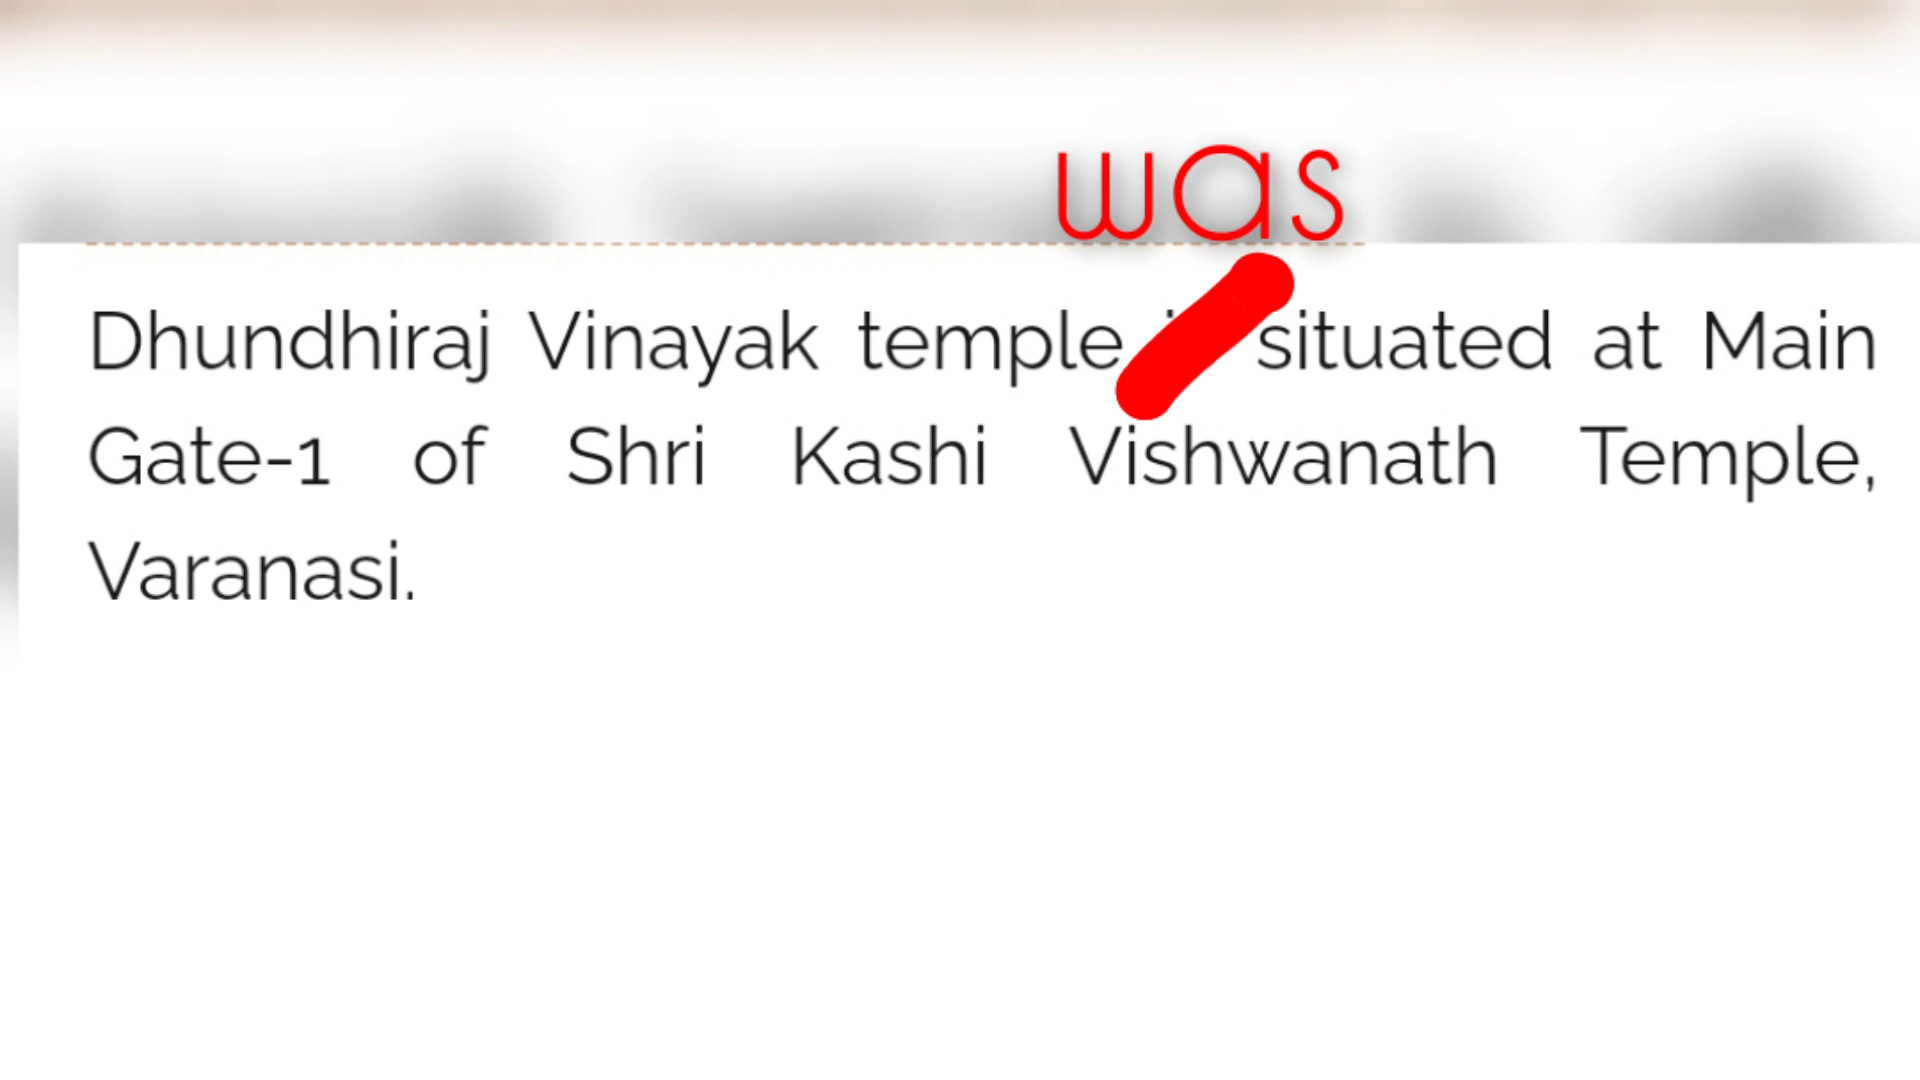 was
Dhundhiraj Vinayak temple situated at Main
Gate-1 of Shri Kashi Vishwanath Temple,
Varanasi.